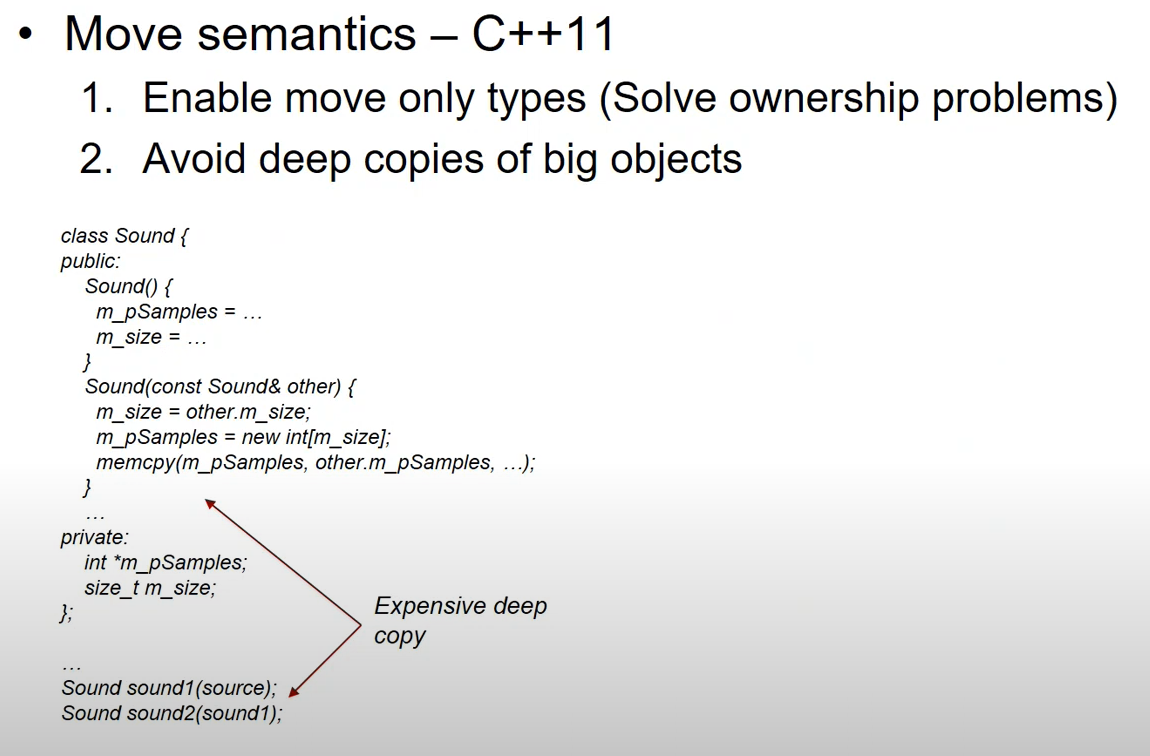 • Move semantics – C++11
1. Enable move only types (Solve ownership problems)
2. Avoid deep copies of big objects
class Sound {
public:
Sound() {
m_pSamples = …
m_size = …
}
Sound(const Sound& other) {
m_size = other.m_size;
m_pSamples = new int[m_size];
memcpy(m_pSamples, other.m_pSamples, …);
}
…
private:
int *m_pSamples;
size_t m_size;
};
Expensive deep
copy
…
Sound sound1(source);
Sound sound2(sound1);